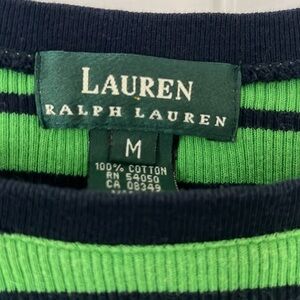 LAUREN
RALPH LAUREN
M
100% COTTON
RN 54050
CA 08349